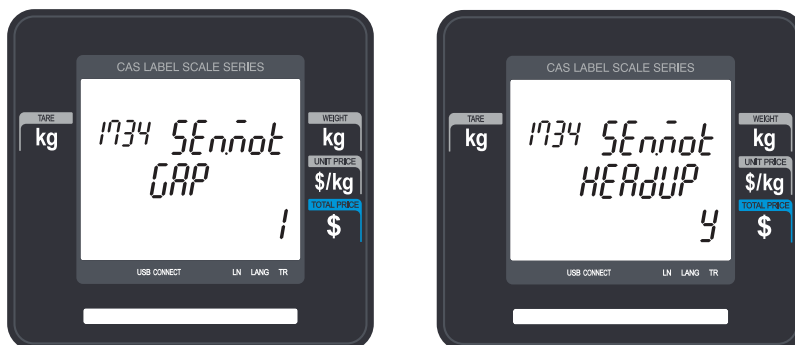 CAS LABEL SCALE SERIES
TARE
kg
WEIGHT
kg
UNIT PRICE
$/kg
TOTAL PRICE
$
1734 SEn.mot
GAP
1
USB CONNECT LN LANG TR
CAS LABEL SCALE SERIES
TARE
kg
WEIGHT
kg
UNIT PRICE
$/kg
TOTAL PRICE
$
1734 SEn.mot
HEAdUP
y
USB CONNECT LN LANG TR